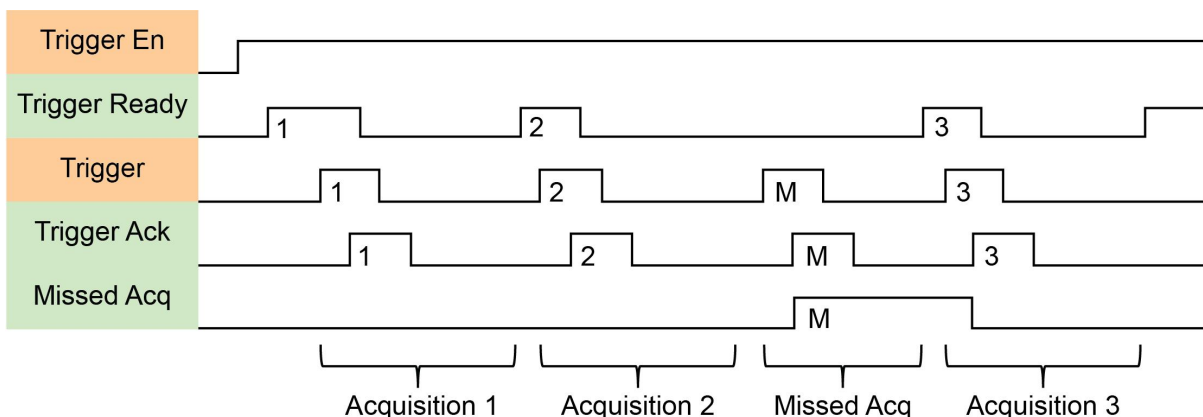 Trigger En
Trigger Ready
1
2
3
Trigger
1
2
M
3
Trigger Ack
1
2
M
3
Missed Acq
M
Acquisition 1
Acquisition 2
Missed Acq
Acquisition 3